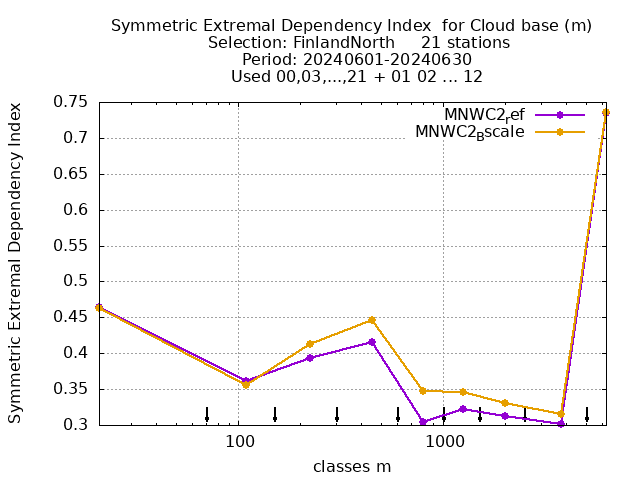 Symmetric Extremal Dependency Index  for Cloud base (m)
Selection: FinlandNorth     21 stations
Period: 20240601-20240630
Used 00,03,...,21 + 01 02 ... 12
MNWC2ref
MNWC2Bscale
Symmetric Extremal Dependency Index
0.75
0.7
0.65
0.6
0.55
0.5
0.45
0.4
0.35
0.3
100
1000
classes m